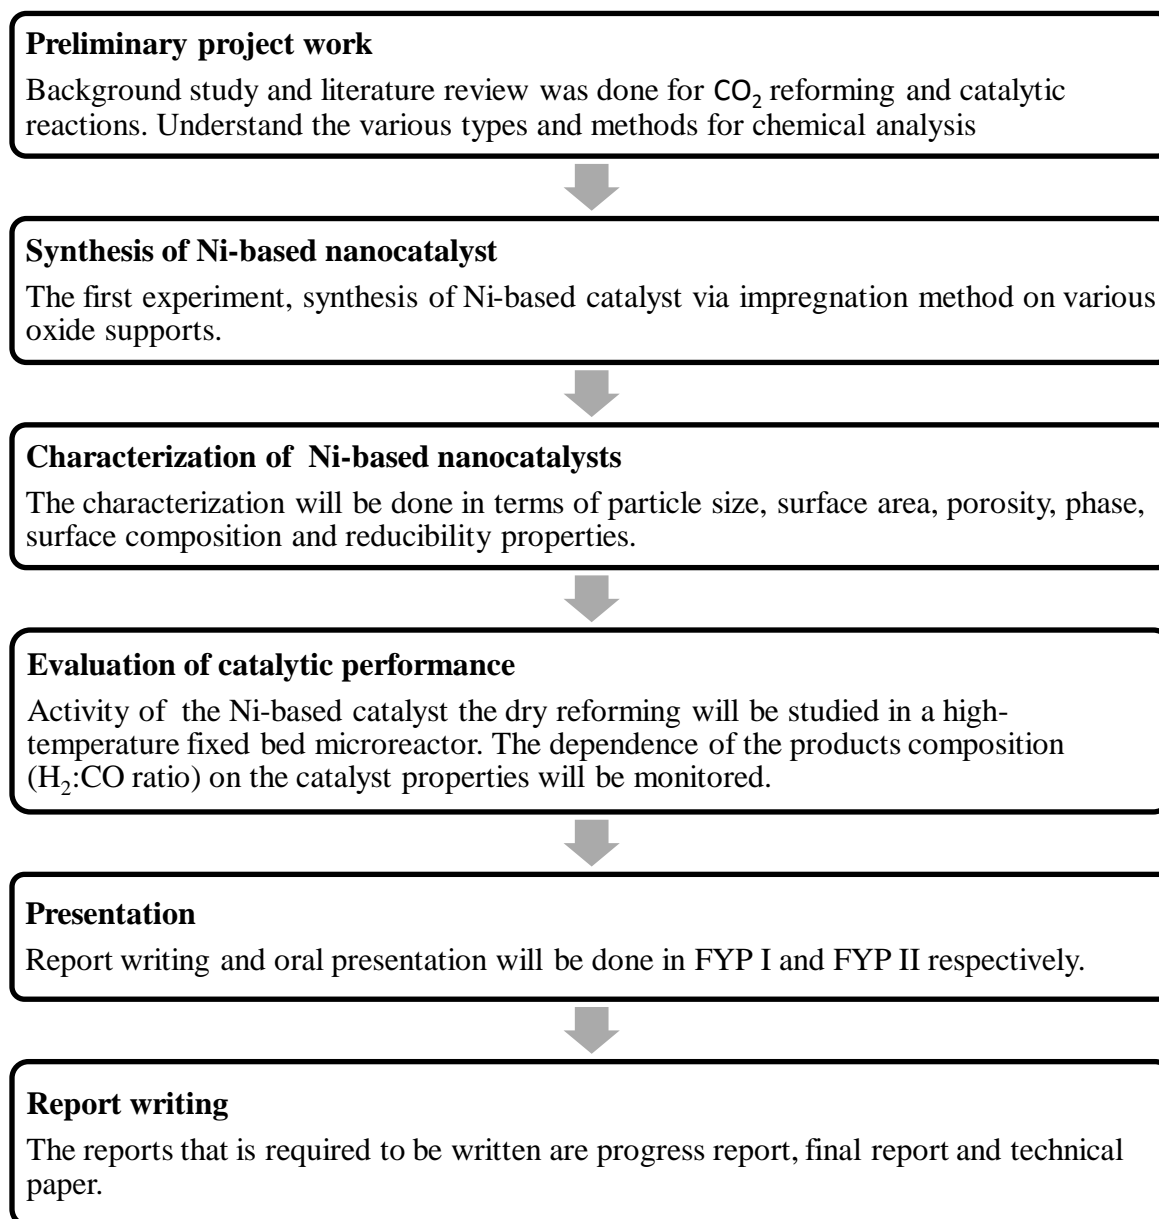 Preliminary project work
Background study and literature review was done for CO₂ reforming and catalytic
reactions. Understand the various types and methods for chemical analysis
Synthesis of Ni-based nanocatalyst
The first experiment, synthesis of Ni-based catalyst via impregnation method on various
oxide supports.
Characterization of Ni-based nanocatalysts
The characterization will be done in terms of particle size, surface area, porosity, phase,
surface composition and reducibility properties.
Evaluation of catalytic performance
Activity of the Ni-based catalyst the dry reforming will be studied in a high-
temperature fixed bed microreactor. The dependence of the products composition
(H₂:CO ratio) on the catalyst properties will be monitored.
Presentation
Report writing and oral presentation will be done in FYP I and FYP II respectively.
Report writing
The reports that is required to be written are progress report, final report and technical
paper.